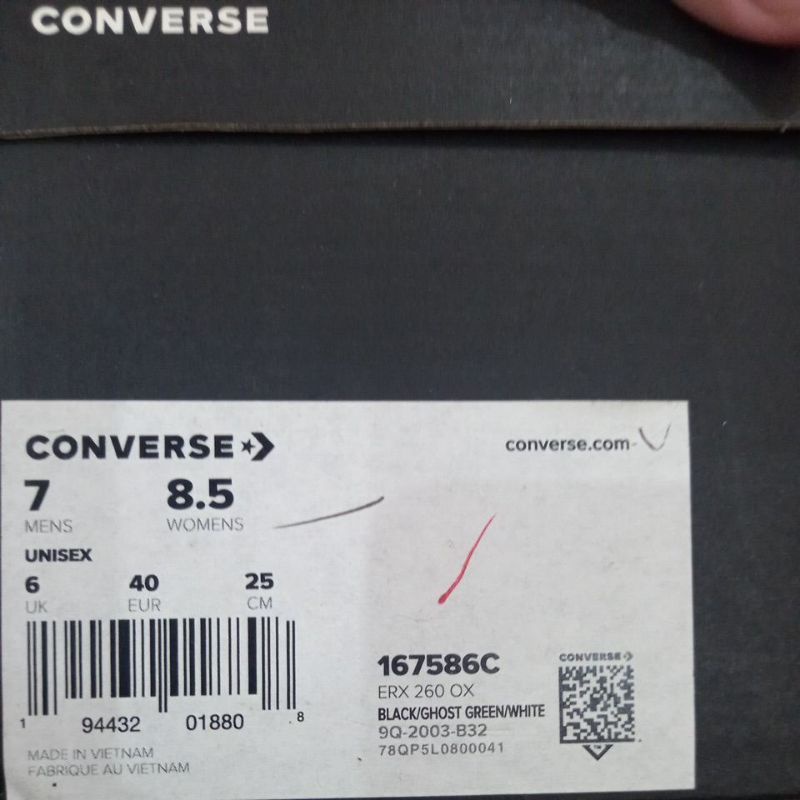 CONVERSE
CONVERSE converse.com
7 8.5
MENS WOMENS
UNISEX
6 40 25
UK EUR CM
1 94432 01880 8
MADE IN VIETNAM
FABRIQUE AU VIETNAM
167586C
ERX 260 OX
BLACK/GHOST GREEN/WHITE
9Q-2003-B32
78QP5L0800041
CONVERSE